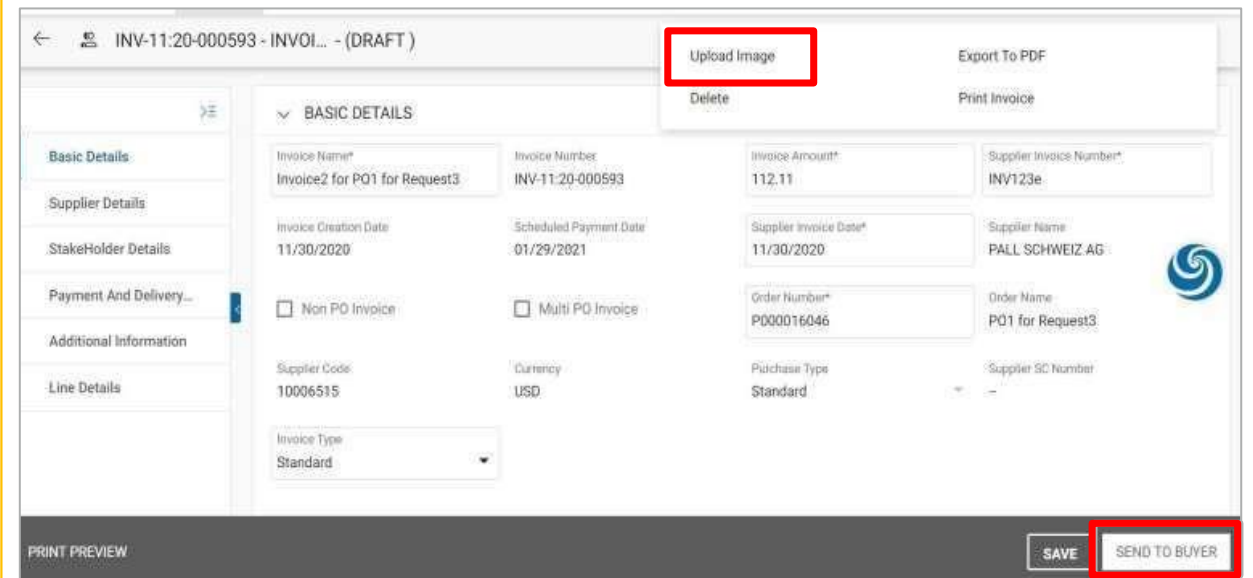 INV-11:20-000593 - INVOI... - (DRAFT )
Upload Image Export To PDF
Delete Print Invoice
BASIC DETAILS
Basic Details
Supplier Details
StakeHolder Details
Payment And Delivery...
Additional Information
Line Details
Invoice Name* Invoice Number Invoice Amount* Supplier Invoice Number*
Invoice2 for PO1 for Request3 INV-11:20-000593 112.11 INV123e
Invoice Creation Date Scheduled Payment Date Supplier Invoice Date* Supplier Name
11/30/2020 01/29/2021 11/30/2020 PALL SCHWEIZ AG
Non PO Invoice Multi PO Invoice Order Number* Order Name
P000016046 PO1 for Request3
Supplier Code Currency Purchase Type Supplier SC Number
10006515 USD Standard –
Invoice Type
Standard
PRINT PREVIEW SAVE SEND TO BUYER